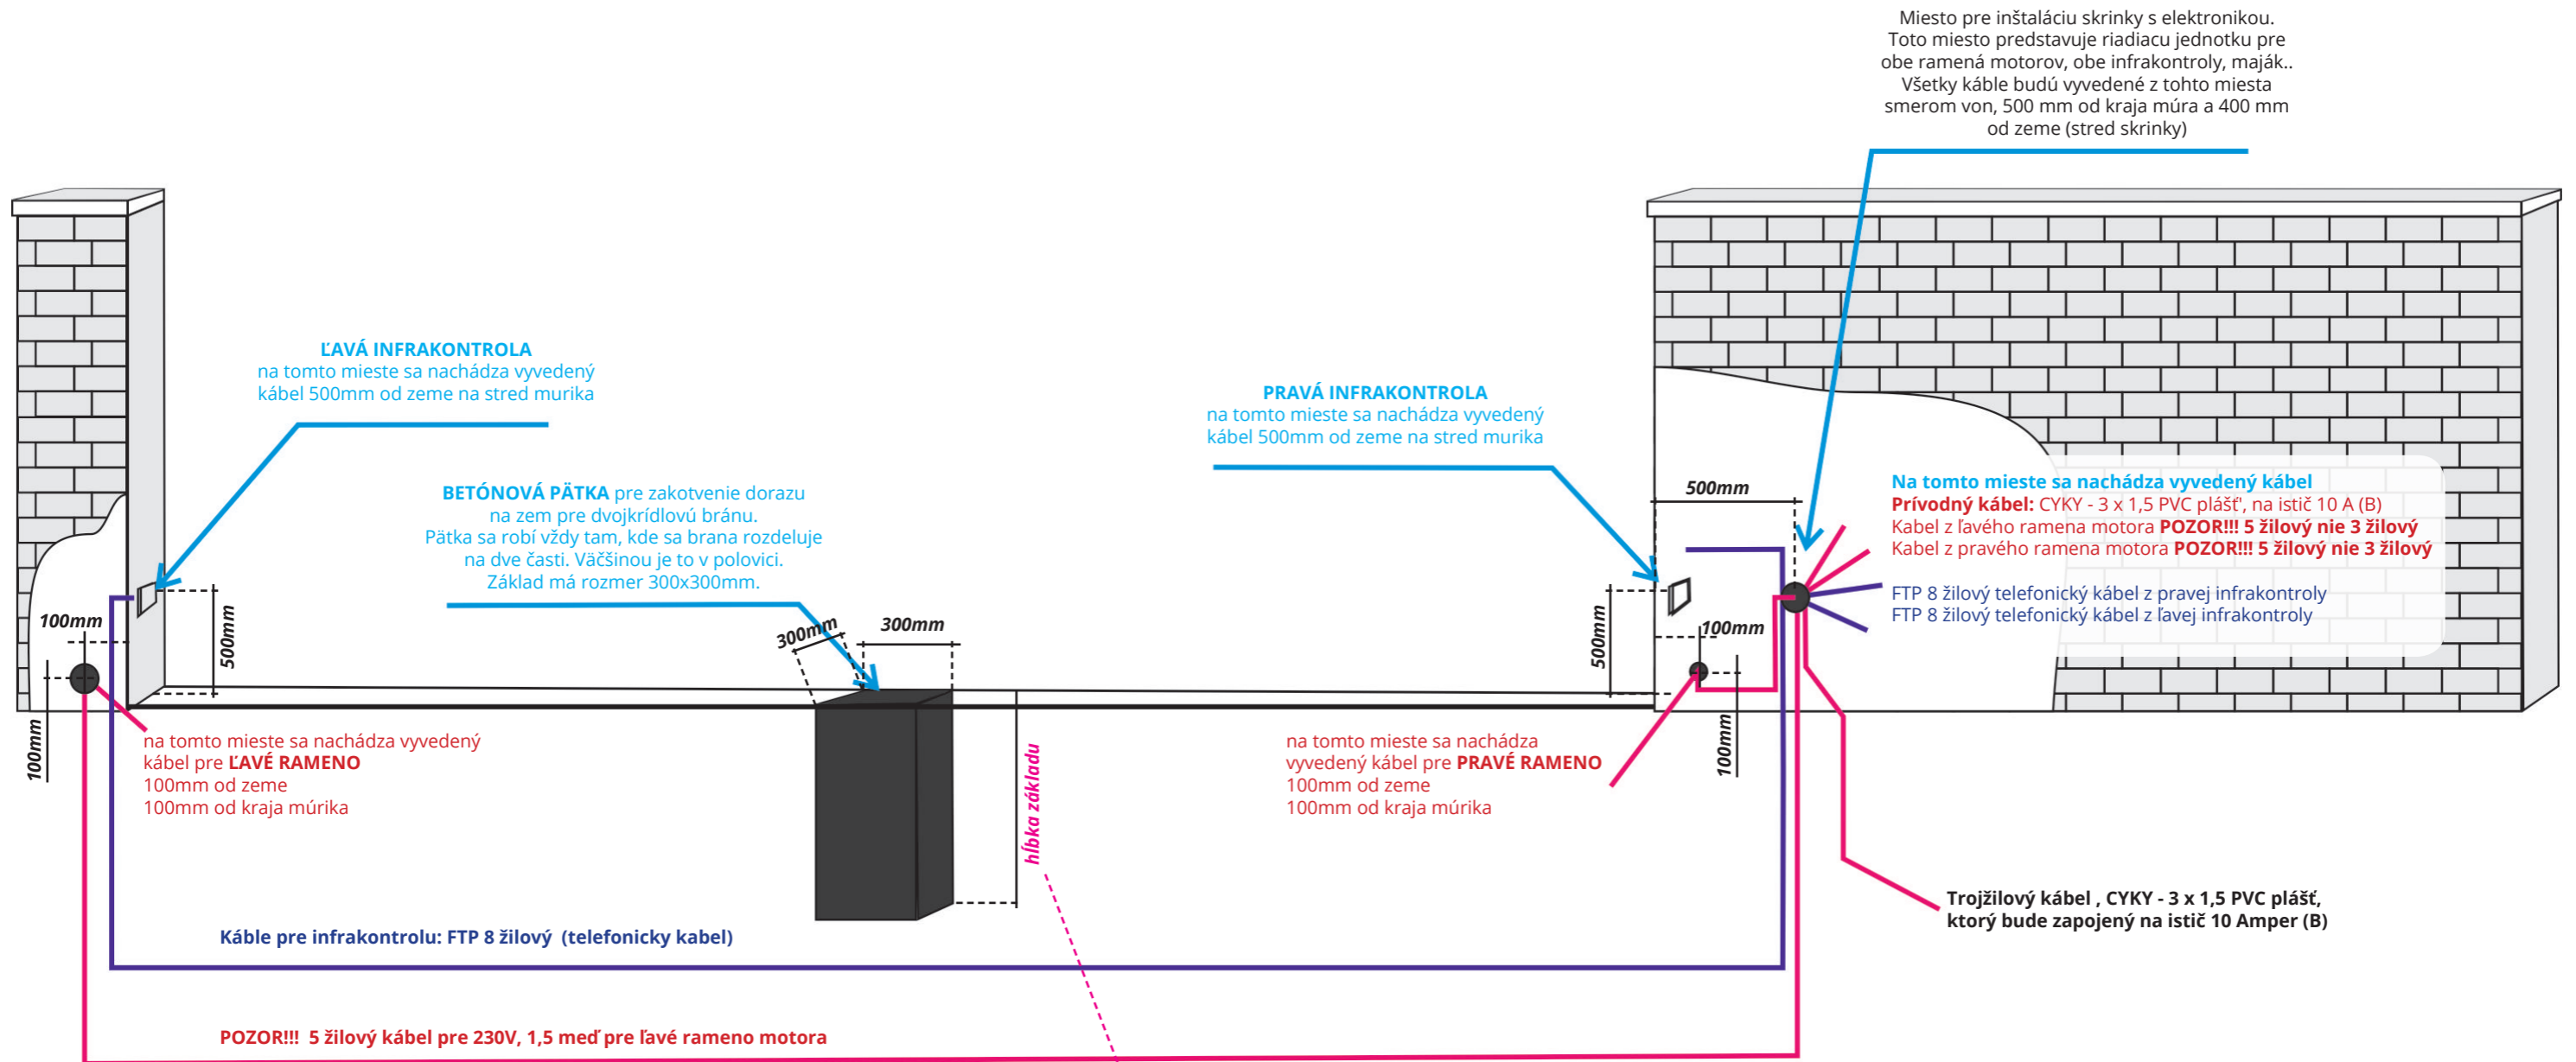 Miesto pre inštaláciu skrinky s elektronikou.
Toto miesto predstavuje riadiacu jednotku pre
obe ramená motorov, obe infrakontroly, maják..
Všetky káble budú vyvedené z tohto miesta
smerom von, 500 mm od kraja múra a 400 mm
od zeme (stred skrinky)
ĽAVÁ INFRAKONTROLA
na tomto mieste sa nachádza vyvedený
kábel 500mm od zeme na stred murika
PRAVÁ INFRAKONTROLA
na tomto mieste sa nachádza vyvedený
kábel 500mm od zeme na stred murika
BETÓNOVÁ PÄTKA pre zakotvenie dorazu
na zem pre dvojkrídlovú bránu.
Pätka sa robí vždy tam, kde sa brana rozdeluje
na dve časti. Väčšinou je to v polovici.
Základ má rozmer 300x300mm.
500mm
Na tomto mieste sa nachádza vyvedený kábel
Prívodný kábel: CYKY - 3 x 1,5 PVC plášť, na istič 10 A (B)
Kabel z ľavého ramena motora POZOR!!! 5 žilový nie 3 žilový
Kabel z pravého ramena motora POZOR!!! 5 žilový nie 3 žilový
FTP 8 žilový telefonický kábel z pravej infrakontroly
FTP 8 žilový telefonický kábel z ľavej infrakontroly
100mm
500mm
300mm
300mm
500mm
100mm
100mm
100mm
na tomto mieste sa nachádza vyvedený
kábel pre ĽAVÉ RAMENO
100mm od zeme
100mm od kraja múrika
hĺbka základu
na tomto mieste sa nachádza
vyvedený kábel pre PRAVÉ RAMENO
100mm od zeme
100mm od kraja múrika
Trojžilový kábel , CYKY - 3 x 1,5 PVC plášť,
ktorý bude zapojený na istič 10 Amper (B)
Káble pre infrakontrolu: FTP 8 žilový (telefonicky kabel)
POZOR!!! 5 žilový kábel pre 230V, 1,5 meď pre ľavé rameno motora